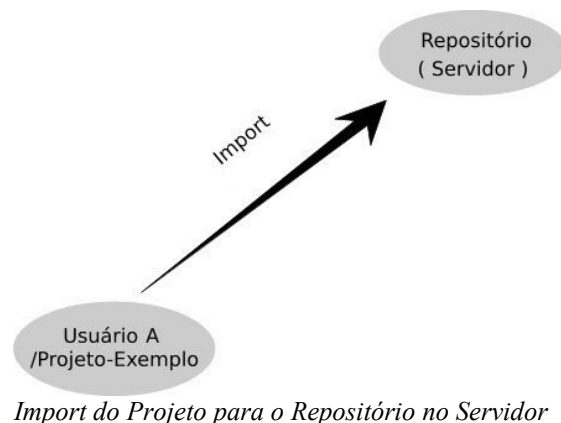 Repositório
( Servidor )
Import
Usuário A
/Projeto-Exemplo
Import do Projeto para o Repositório no Servidor